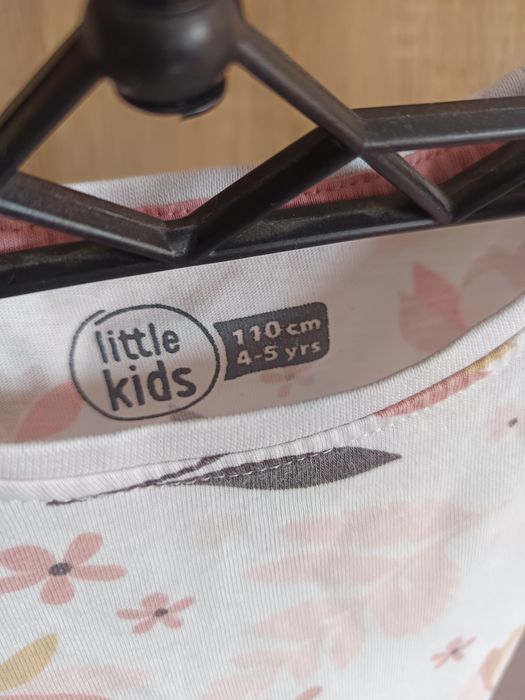 little
kids
110 cm
4-5 yrs